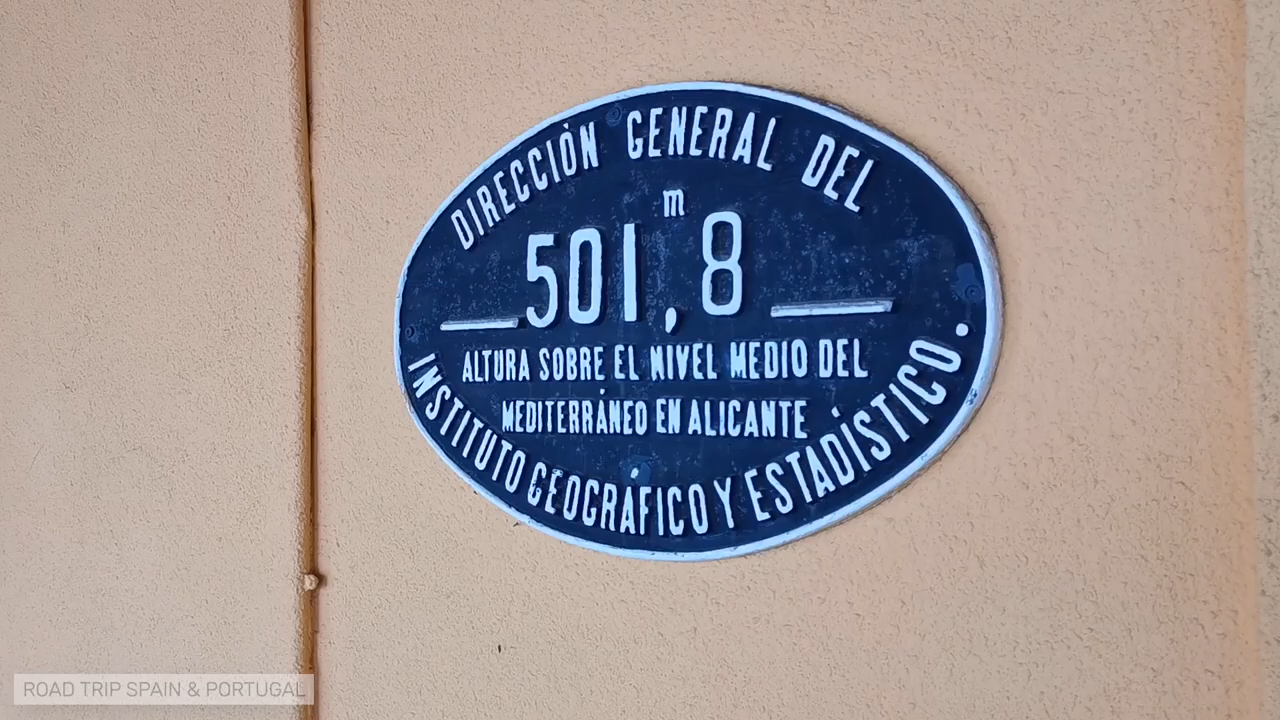 DIRECCIÓN GENERAL DEL
m
501,8
ALTURA SOBRE EL NIVEL MEDIO DEL
MEDITERRÁNEO EN ALICANTE
INSTITUTO GEOGRÁFICO Y ESTADÍSTICO.
ROAD TRIP SPAIN & PORTUGAL